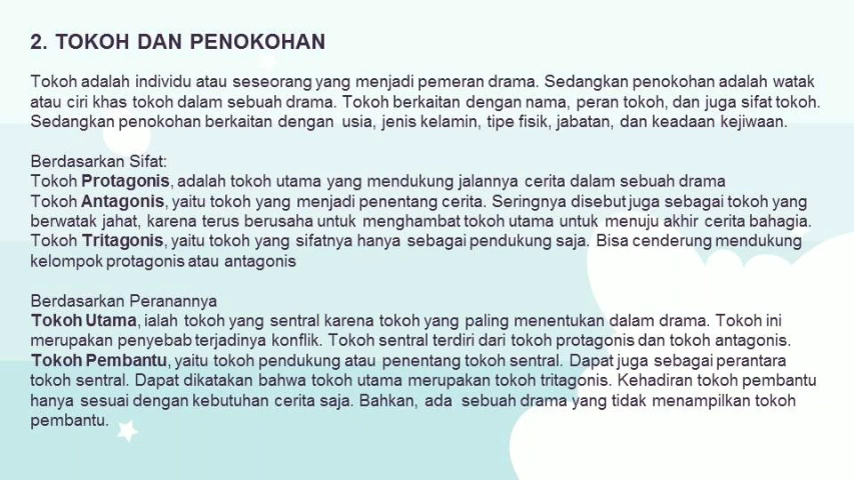 2. TOKOH DAN PENOKOHAN
Tokoh adalah individu atau seseorang yang menjadi pemeran drama. Sedangkan penokohan adalah watak
atau ciri khas tokoh dalam sebuah drama. Tokoh berkaitan dengan nama, peran tokoh, dan juga sifat tokoh.
Sedangkan penokohan berkaitan dengan usia, jenis kelamin, tipe fisik, jabatan, dan keadaan kejiwaan.
Berdasarkan Sifat:
Tokoh Protagonis, adalah tokoh utama yang mendukung jalannya cerita dalam sebuah drama
Tokoh Antagonis, yaitu tokoh yang menjadi penentang cerita. Seringnya disebut juga sebagai tokoh yang
berwatak jahat, karena terus berusaha untuk menghambat tokoh utama untuk menuju akhir cerita bahagia.
Tokoh Tritagonis, yaitu tokoh yang sifatnya hanya sebagai pendukung saja. Bisa cenderung mendukung
kelompok protagonis atau antagonis
Berdasarkan Peranannya
Tokoh Utama, ialah tokoh yang sentral karena tokoh yang paling menentukan dalam drama. Tokoh ini
merupakan penyebab terjadinya konflik. Tokoh sentral terdiri dari tokoh protagonis dan tokoh antagonis.
Tokoh Pembantu, yaitu tokoh pendukung atau penentang tokoh sentral. Dapat juga sebagai perantara
tokoh sentral. Dapat dikatakan bahwa tokoh utama merupakan tokoh tritagonis. Kehadiran tokoh pembantu
hanya sesuai dengan kebutuhan cerita saja. Bahkan, ada sebuah drama yang tidak menampilkan tokoh
pembantu.